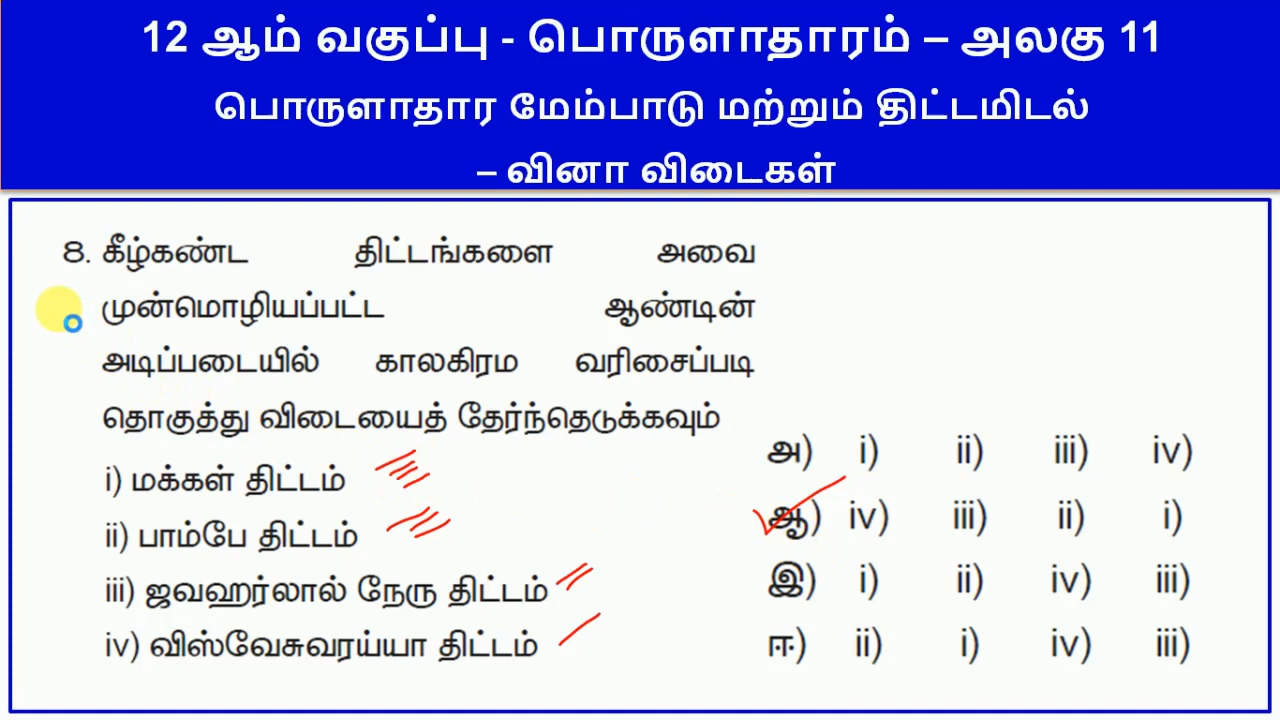 12 ஆம் வகுப்பு - பொருளாதாரம் – அலகு 11
பொருளாதார மேம்பாடு மற்றும் திட்டமிடல்
– வினா விடைகள்
8. கீழ்கண்ட திட்டங்களை அவை
முன்மொழியப்பட்ட ஆண்டின்
அடிப்படையில் காலகிரம வரிசைப்படி
தொகுத்து விடையைத் தேர்ந்தெடுக்கவும்
i) மக்கள் திட்டம்
ii) பாம்பே திட்டம்
iii) ஜவஹர்லால் நேரு திட்டம்
iv) விஸ்வேசுவரய்யா திட்டம்
அ) i) ii) iii) iv)
ஆ) iv) iii) ii) i)
இ) i) ii) iv) iii)
ஈ) ii) i) iv) iii)